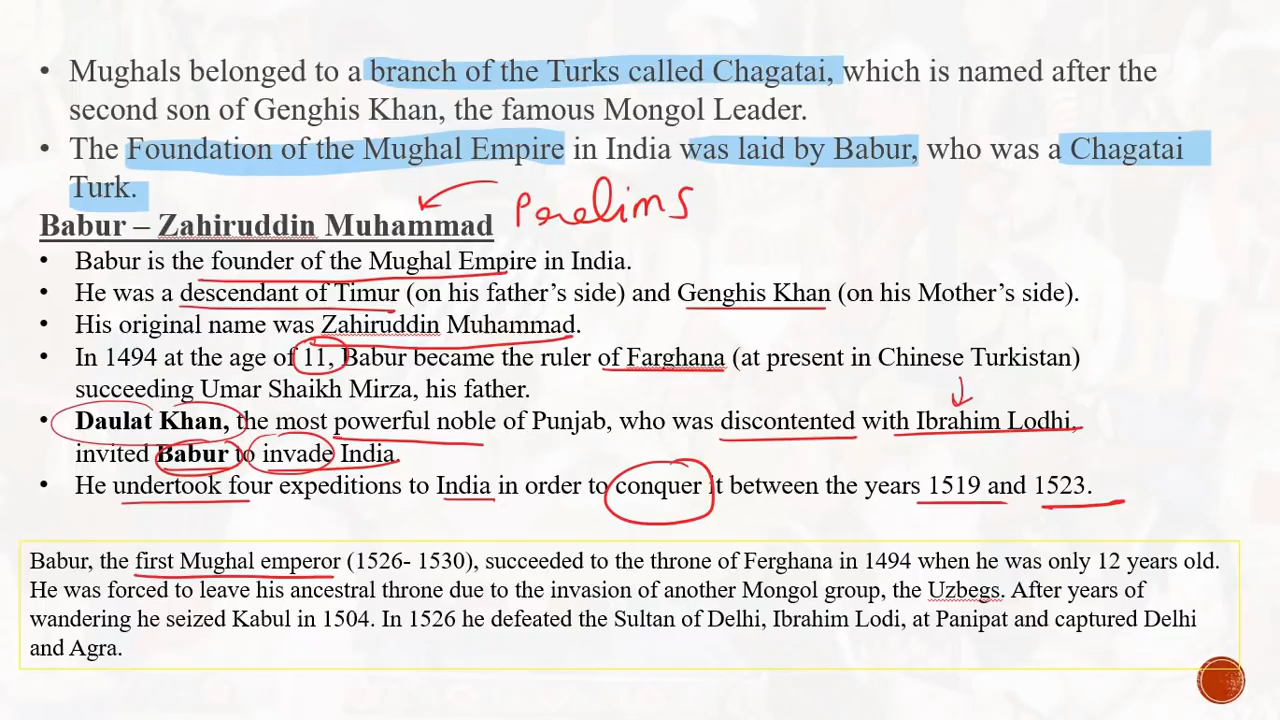 • Mughals belonged to a branch of the Turks called Chagatai, which is named after the
second son of Genghis Khan, the famous Mongol Leader.
• The Foundation of the Mughal Empire in India was laid by Babur, who was a Chagatai
Turk.
Prelims
Babur – Zahiruddin Muhammad
• Babur is the founder of the Mughal Empire in India.
• He was a descendant of Timur (on his father’s side) and Genghis Khan (on his Mother’s side).
• His original name was Zahiruddin Muhammad.
• In 1494 at the age of 11, Babur became the ruler of Farghana (at present in Chinese Turkistan)
succeeding Umar Shaikh Mirza, his father.
• Daulat Khan, the most powerful noble of Punjab, who was discontented with Ibrahim Lodhi,
invited Babur to invade India.
• He undertook four expeditions to India in order to conquer it between the years 1519 and 1523.
Babur, the first Mughal emperor (1526- 1530), succeeded to the throne of Ferghana in 1494 when he was only 12 years old.
He was forced to leave his ancestral throne due to the invasion of another Mongol group, the Uzbegs. After years of
wandering he seized Kabul in 1504. In 1526 he defeated the Sultan of Delhi, Ibrahim Lodi, at Panipat and captured Delhi
and Agra.